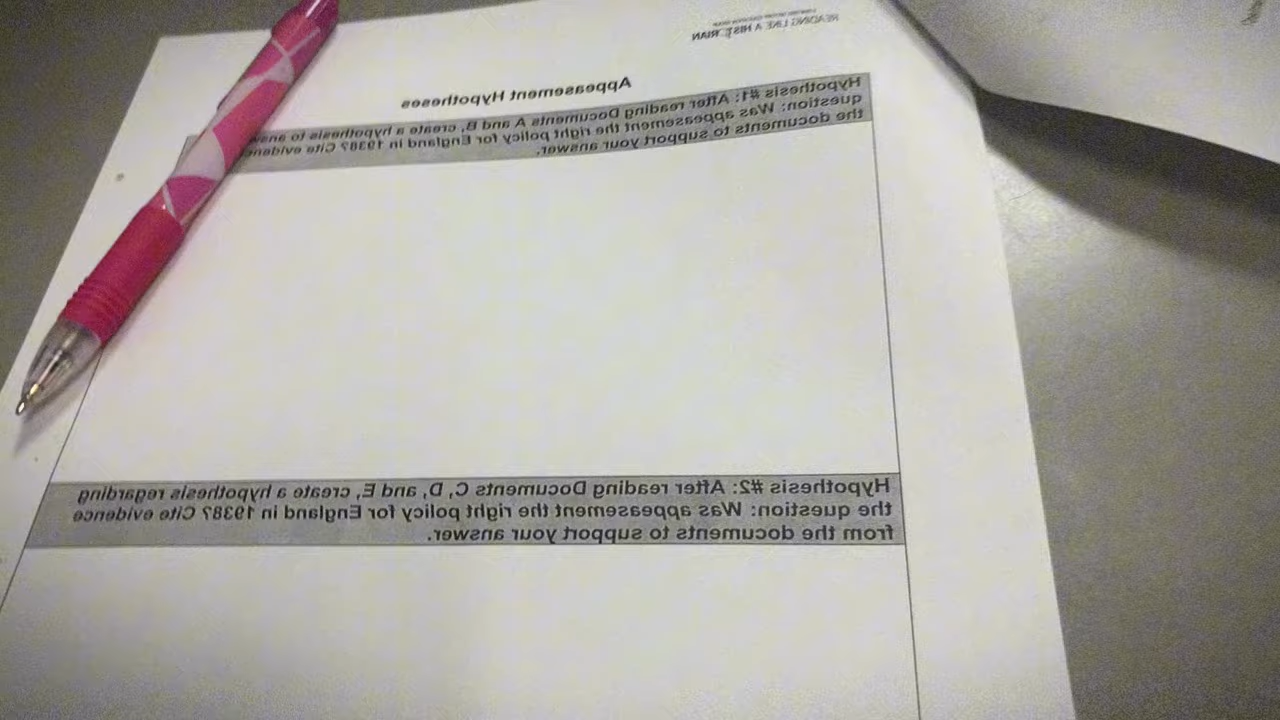 READING LIKE A HISTORIAN
Appeasement Hypotheses
Hypothesis #1: After reading Documents A and B, create a hypothesis to
question: Was appeasement the right policy for England in 1938? Cite
the documents to support your answer.
Hypothesis #2: After reading Documents C, D, and E, create a hypothesis regarding
the question: Was appeasement the right policy for England in 1938? Cite evidence
from the documents to support your answer.